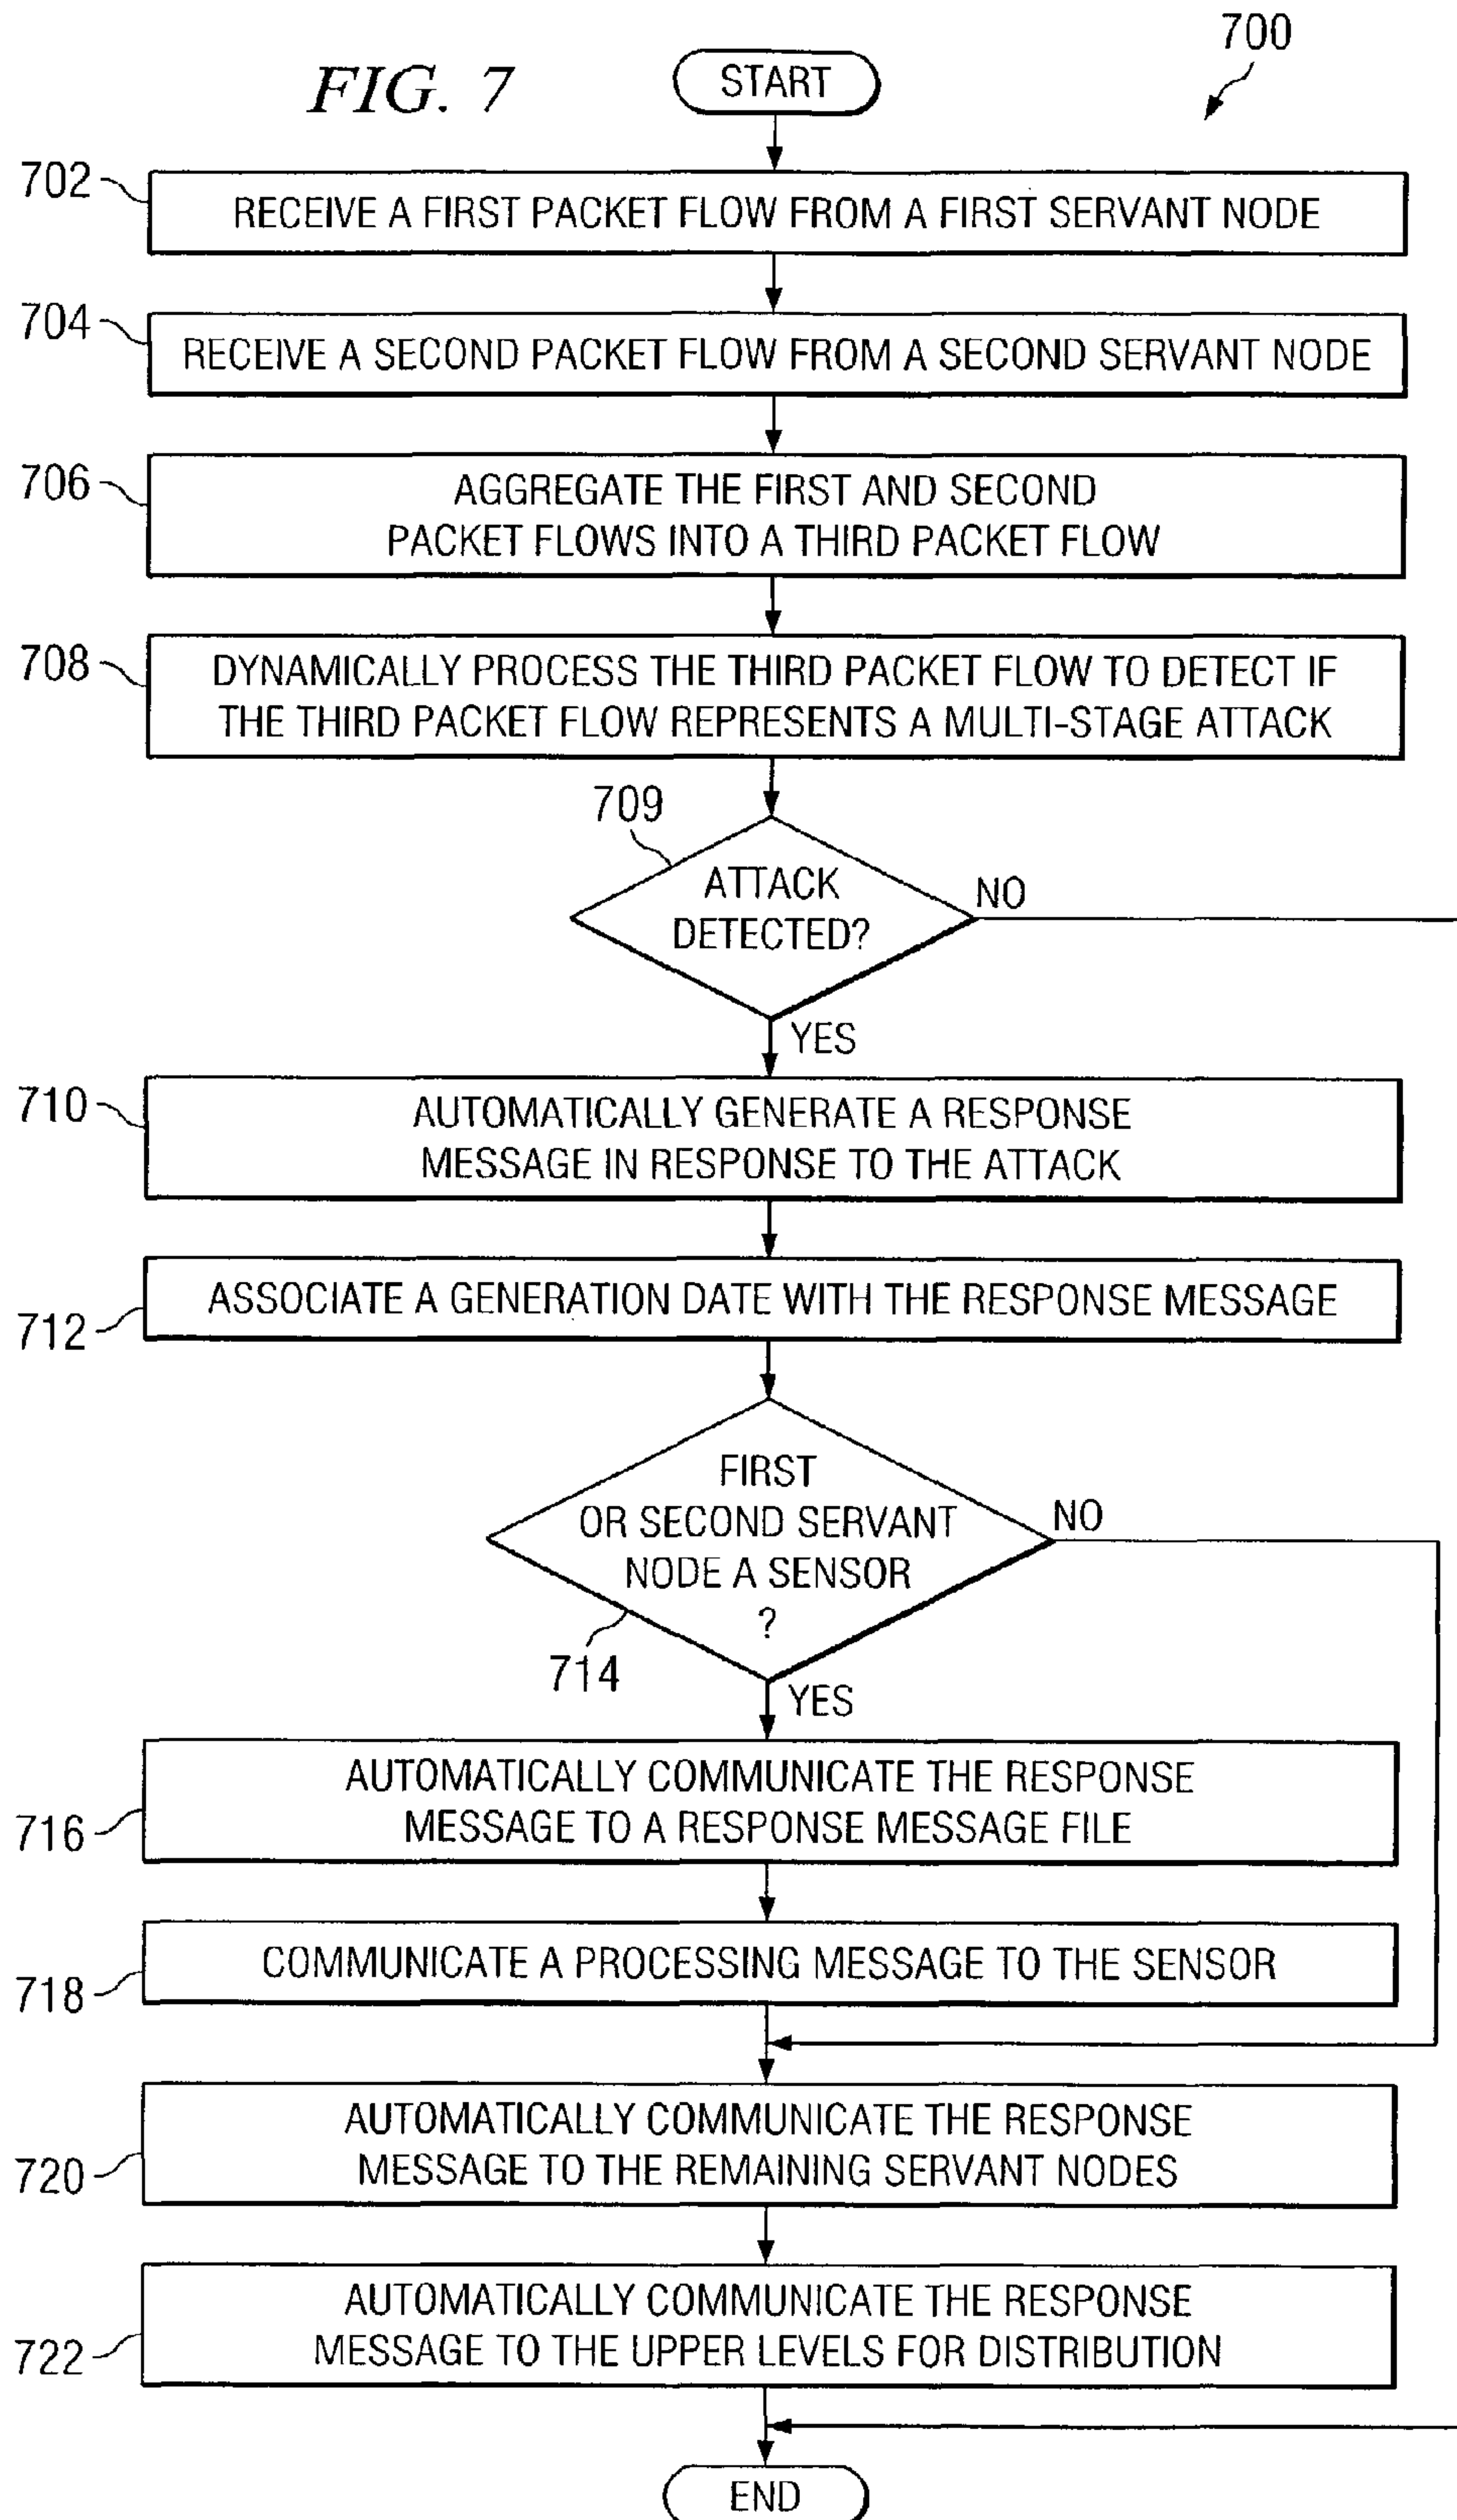 FIG. 7
START
700
702
RECEIVE A FIRST PACKET FLOW FROM A FIRST SERVANT NODE
704
RECEIVE A SECOND PACKET FLOW FROM A SECOND SERVANT NODE
706
AGGREGATE THE FIRST AND SECOND
PACKET FLOWS INTO A THIRD PACKET FLOW
708
DYNAMICALLY PROCESS THE THIRD PACKET FLOW TO DETECT IF
THE THIRD PACKET FLOW REPRESENTS A MULTI-STAGE ATTACK
709
ATTACK
DETECTED?
NO
YES
710
AUTOMATICALLY GENERATE A RESPONSE
MESSAGE IN RESPONSE TO THE ATTACK
712
ASSOCIATE A GENERATION DATE WITH THE RESPONSE MESSAGE
FIRST
OR SECOND SERVANT
NODE A SENSOR
?
NO
714
YES
716
AUTOMATICALLY COMMUNICATE THE RESPONSE
MESSAGE TO A RESPONSE MESSAGE FILE
718
COMMUNICATE A PROCESSING MESSAGE TO THE SENSOR
720
AUTOMATICALLY COMMUNICATE THE RESPONSE
MESSAGE TO THE REMAINING SERVANT NODES
722
AUTOMATICALLY COMMUNICATE THE RESPONSE
MESSAGE TO THE UPPER LEVELS FOR DISTRIBUTION
END